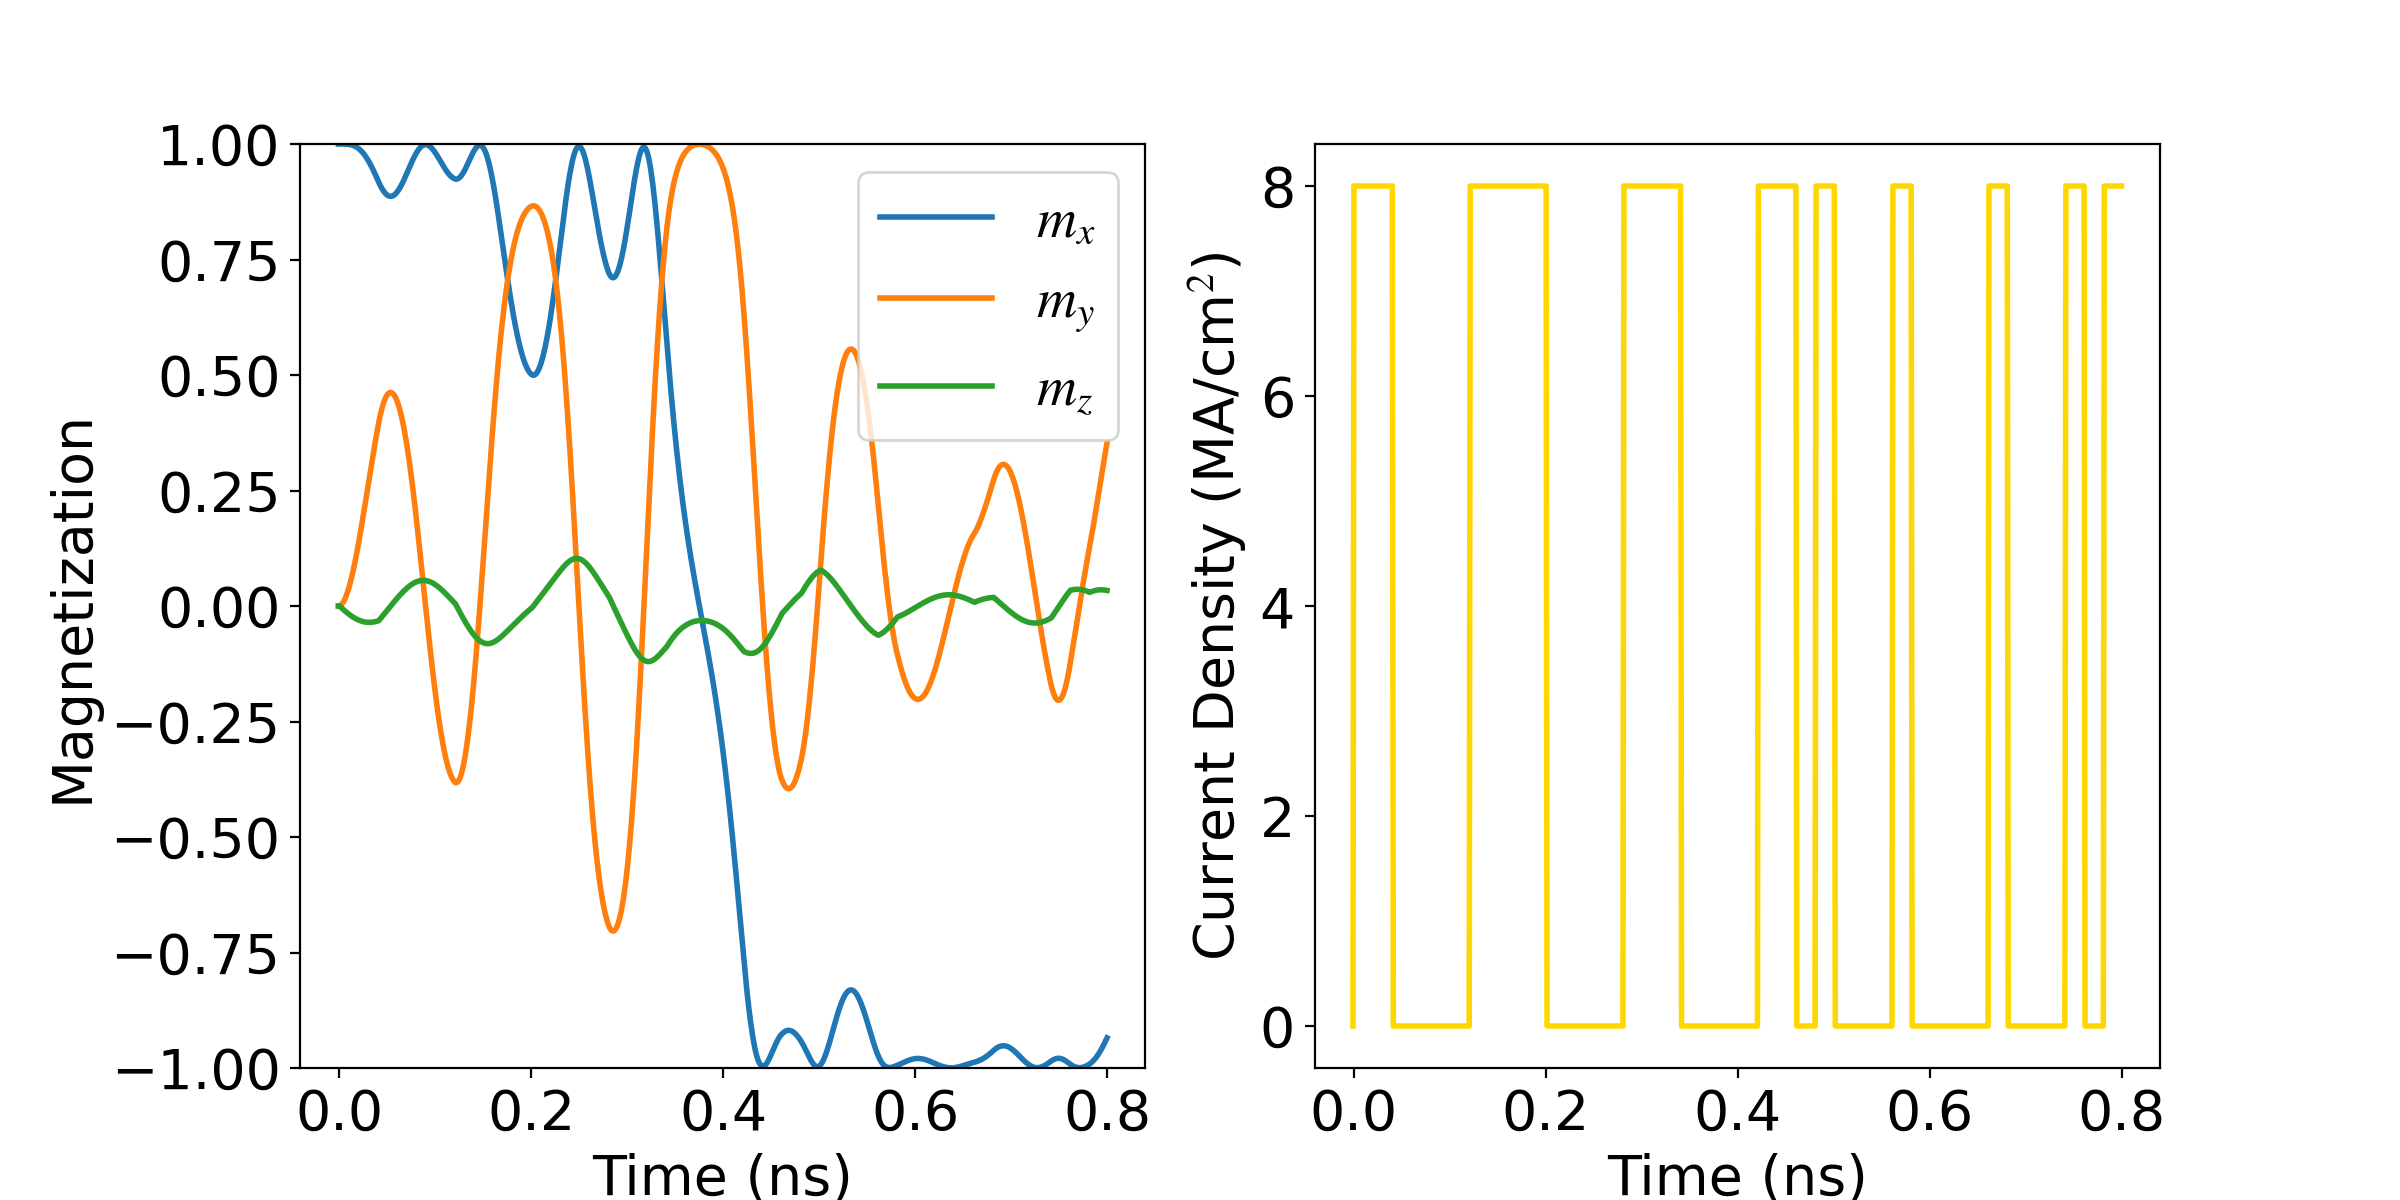 Magnetization
1.00
0.75
0.50
0.25
0.00
−0.25
−0.50
−0.75
−1.00
0.0 0.2 0.4 0.6 0.8
Time (ns)
m_x
m_y
m_z
Current Density (MA/cm²)
8
6
4
2
0
0.0 0.2 0.4 0.6 0.8
Time (ns)